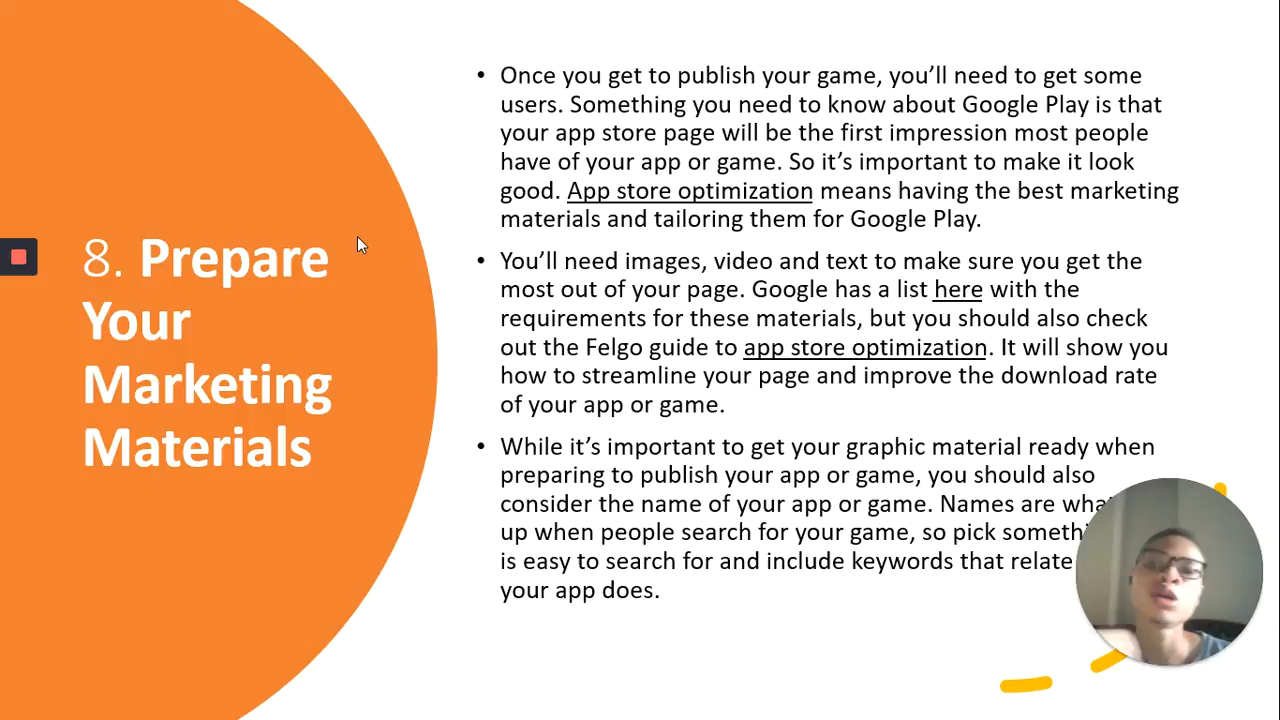 8. Prepare
Your
Marketing
Materials
• Once you get to publish your game, you’ll need to get some
users. Something you need to know about Google Play is that
your app store page will be the first impression most people
have of your app or game. So it’s important to make it look
good. App store optimization means having the best marketing
materials and tailoring them for Google Play.
• You’ll need images, video and text to make sure you get the
most out of your page. Google has a list here with the
requirements for these materials, but you should also check
out the Felgo guide to app store optimization. It will show you
how to streamline your page and improve the download rate
of your app or game.
• While it’s important to get your graphic material ready when
preparing to publish your app or game, you should also
consider the name of your app or game. Names are
up when people search for your game, so pick
is easy to search for and include keywords that relate
your app does.